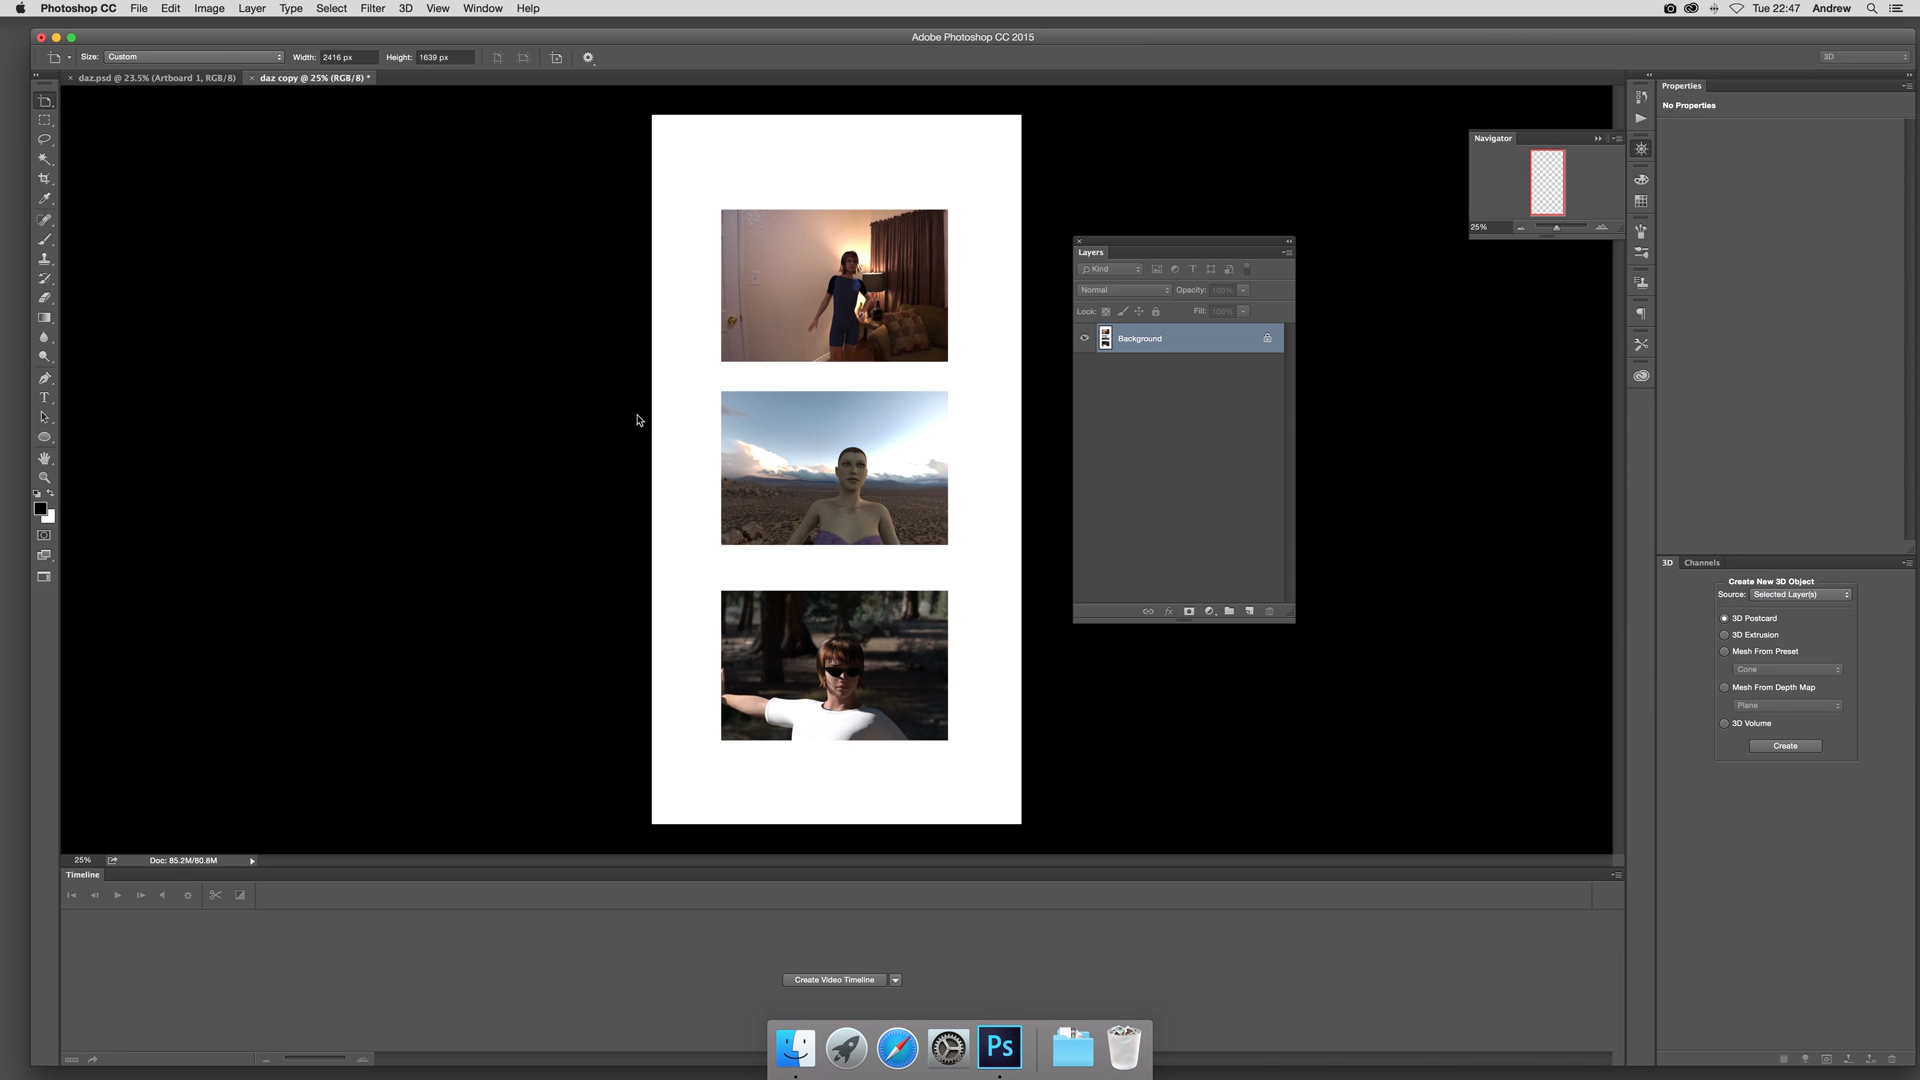 Photoshop CC File Edit Image Layer Type Select Filter 3D View Window Help Tue 22:47 Andrew
Adobe Photoshop CC 2015
Size: Custom Width: 2416 px Height: 1639 px 3D
daz.psd @ 23.5% (Artboard 1, RGB/8) daz copy @ 25% (RGB/8) *
Properties
No Properties
Navigator
25%
Layers
Kind
Normal Opacity: 100%
Lock: Fill: 100%
Background
3D Channels
Create New 3D Object
Source: Selected Layer(s)
3D Postcard
3D Extrusion
Mesh From Preset
Cone
Mesh From Depth Map
Plane
3D Volume
Create
25% Doc: 85.2M/80.8M
Timeline
Create Video Timeline
Ps